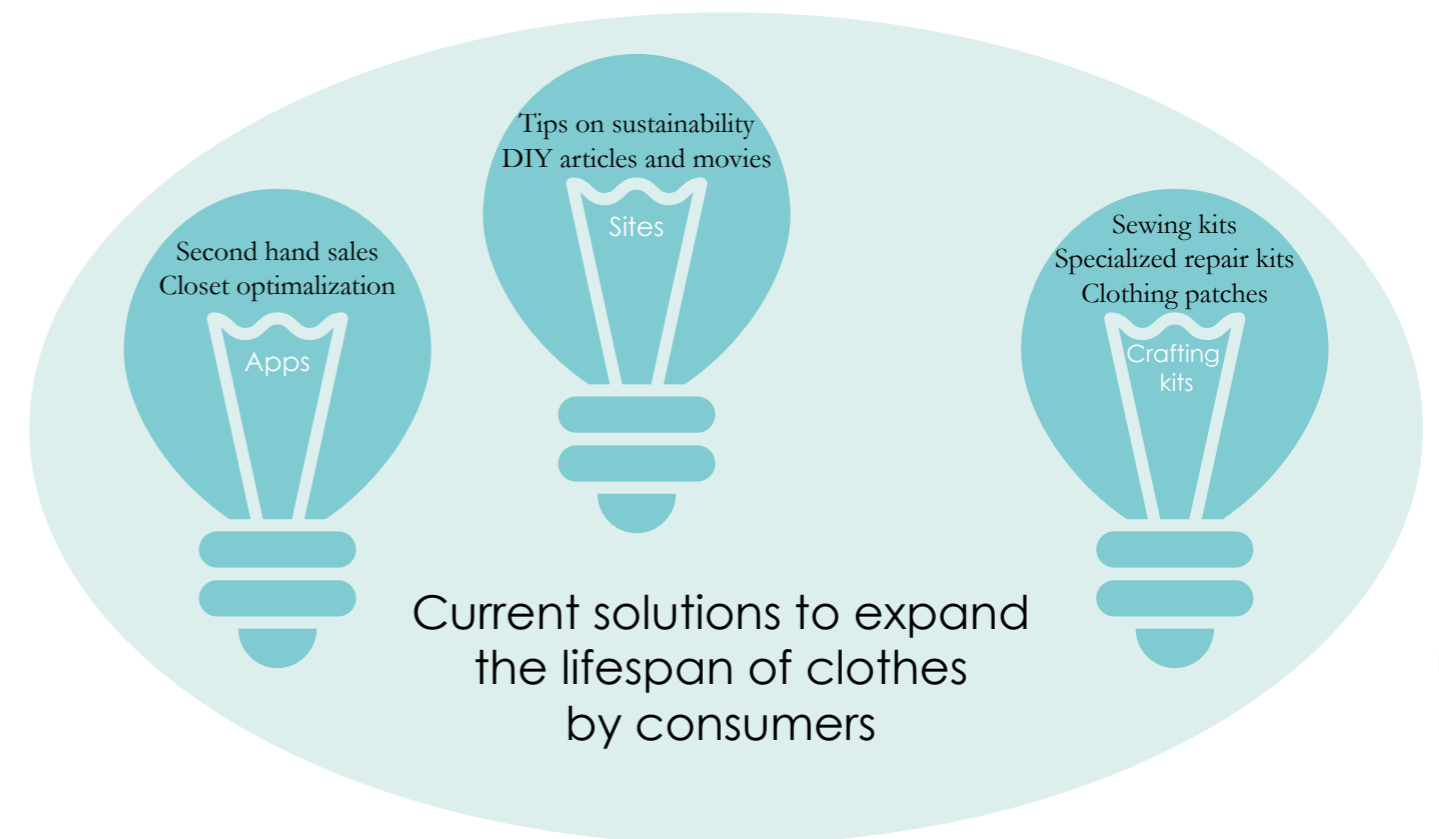 Second hand sales
Closet optimalization
Apps
Tips on sustainability
DIY articles and movies
Sites
Sewing kits
Specialized repair kits
Clothing patches
Crafting
kits
Current solutions to expand
the lifespan of clothes
by consumers